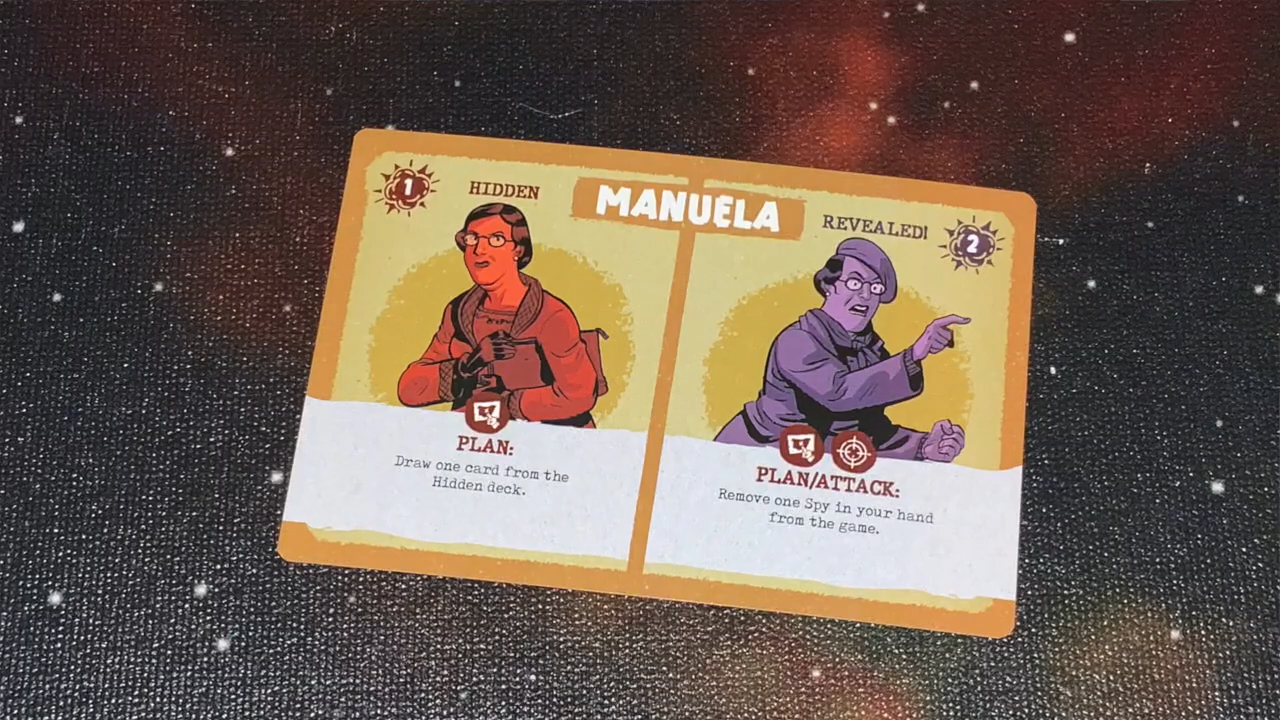 MANUELA
1
HIDDEN
PLAN:
Draw one card from the
Hidden deck.
REVEALED!
2
PLAN/ATTACK:
Remove one Spy in your hand
from the game.